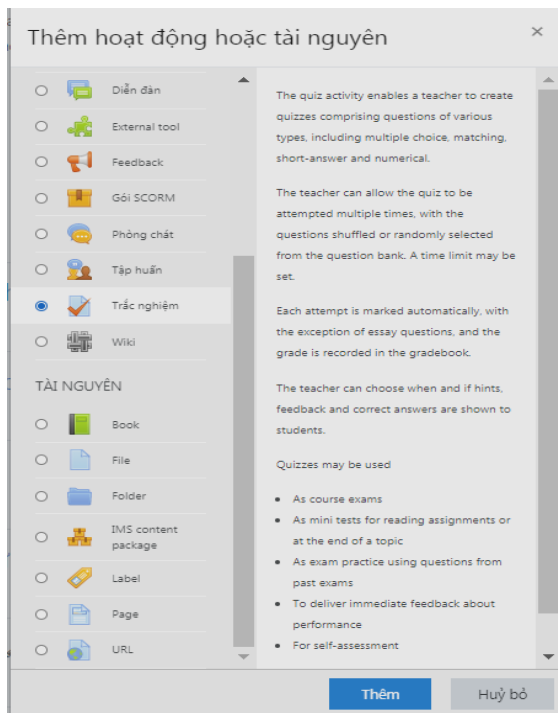 Thêm hoạt động hoặc tài nguyên
×
Diễn đàn
External tool
Feedback
Gói SCORM
Phòng chát
Tập huấn
Trắc nghiệm
Wiki
TÀI NGUYÊN
Book
File
Folder
IMS content
package
Label
Page
URL
The quiz activity enables a teacher to create
quizzes comprising questions of various
types, including multiple choice, matching,
short-answer and numerical.
The teacher can allow the quiz to be
attempted multiple times, with the
questions shuffled or randomly selected
from the question bank. A time limit may be
set.
Each attempt is marked automatically, with
the exception of essay questions, and the
grade is recorded in the gradebook.
The teacher can choose when and if hints,
feedback and correct answers are shown to
students.
Quizzes may be used
• As course exams
• As mini tests for reading assignments or
at the end of a topic
• As exam practice using questions from
past exams
• To deliver immediate feedback about
performance
• For self-assessment
Thêm
Huỷ bỏ